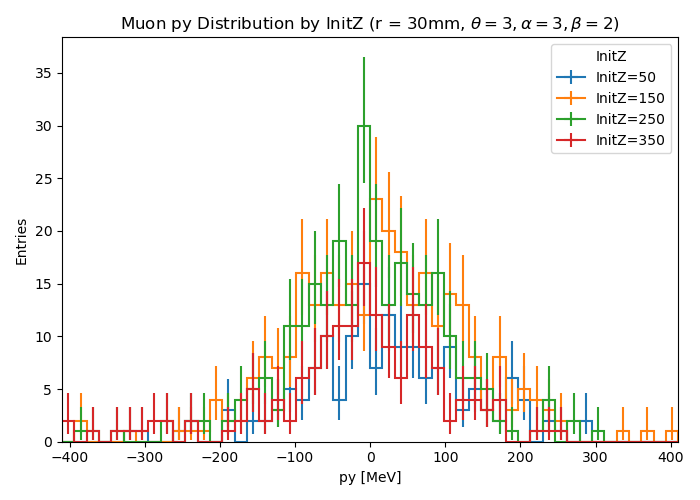 Muon py Distribution by InitZ (r = 30mm, θ = 3, α = 3, β = 2)
InitZ
InitZ=50
InitZ=150
InitZ=250
InitZ=350
Entries
35
30
25
20
15
10
5
0
−400 −300 −200 −100 0 100 200 300 400
py [MeV]